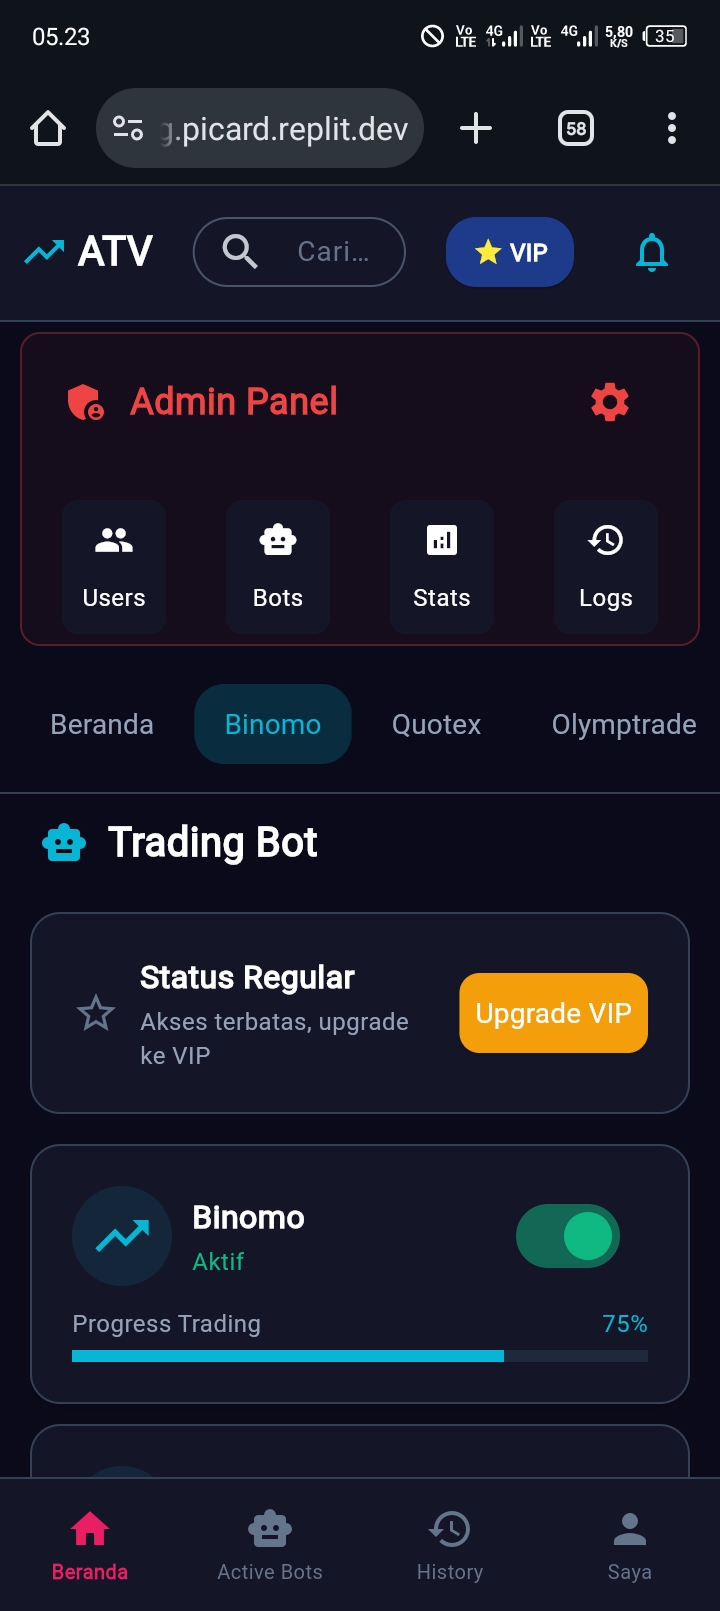 05.23
Vo LTE 4G Vo LTE 4G 5,80 K/S 35
g.picard.replit.dev
58
ATV
Cari...
VIP
Admin Panel
Users Bots Stats Logs
Beranda Binomo Quotex Olymptrade
Trading Bot
Status Regular
Akses terbatas, upgrade
ke VIP
Upgrade VIP
Binomo
Aktif
Progress Trading 75%
Beranda Active Bots History Saya